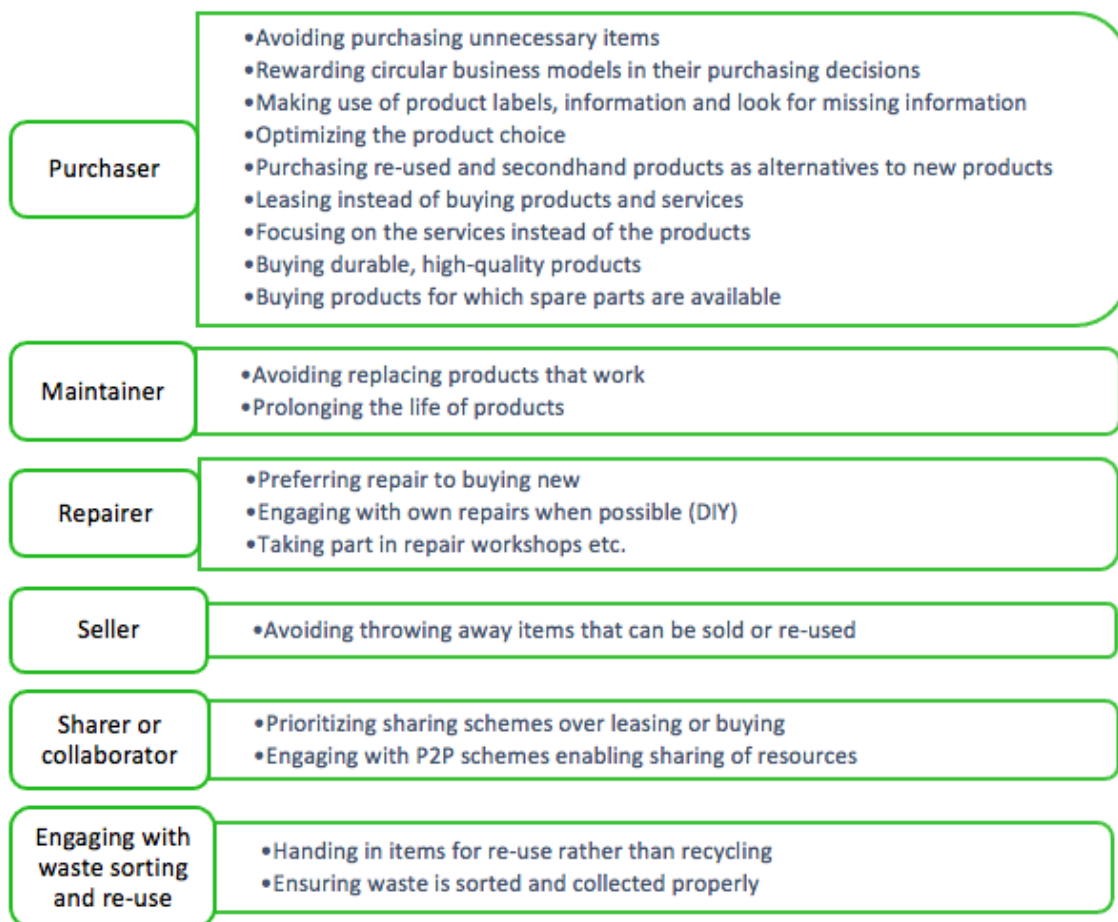 Purchaser
•Avoiding purchasing unnecessary items
•Rewarding circular business models in their purchasing decisions
•Making use of product labels, information and look for missing information
•Optimizing the product choice
•Purchasing re-used and secondhand products as alternatives to new products
•Leasing instead of buying products and services
•Focusing on the services instead of the products
•Buying durable, high-quality products
•Buying products for which spare parts are available
Maintainer
•Avoiding replacing products that work
•Prolonging the life of products
Repairer
•Preferring repair to buying new
•Engaging with own repairs when possible (DIY)
•Taking part in repair workshops etc.
Seller
•Avoiding throwing away items that can be sold or re-used
Sharer or
collaborator
•Prioritizing sharing schemes over leasing or buying
•Engaging with P2P schemes enabling sharing of resources
Engaging with
waste sorting
and re-use
•Handing in items for re-use rather than recycling
•Ensuring waste is sorted and collected properly